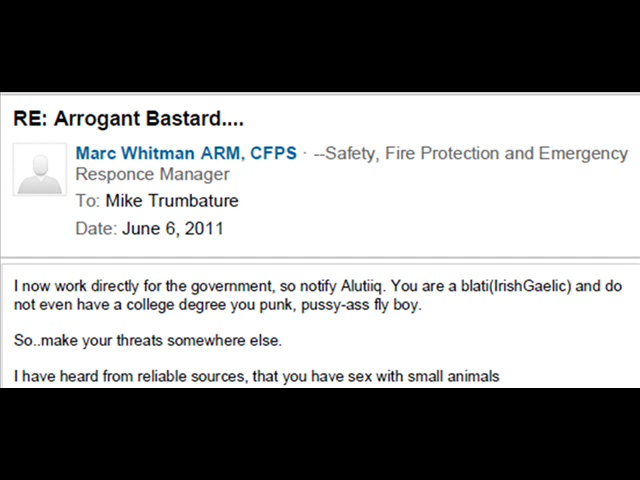 RE: Arrogant Bastard....
Marc Whitman ARM, CFPS · --Safety, Fire Protection and Emergency
Responce Manager
To: Mike Trumbature
Date: June 6, 2011
I now work directly for the government, so notify Alutiiq. You are a blati(IrishGaelic) and do
not even have a college degree you punk, pussy-ass fly boy.
So..make your threats somewhere else.
I have heard from reliable sources, that you have sex with small animals